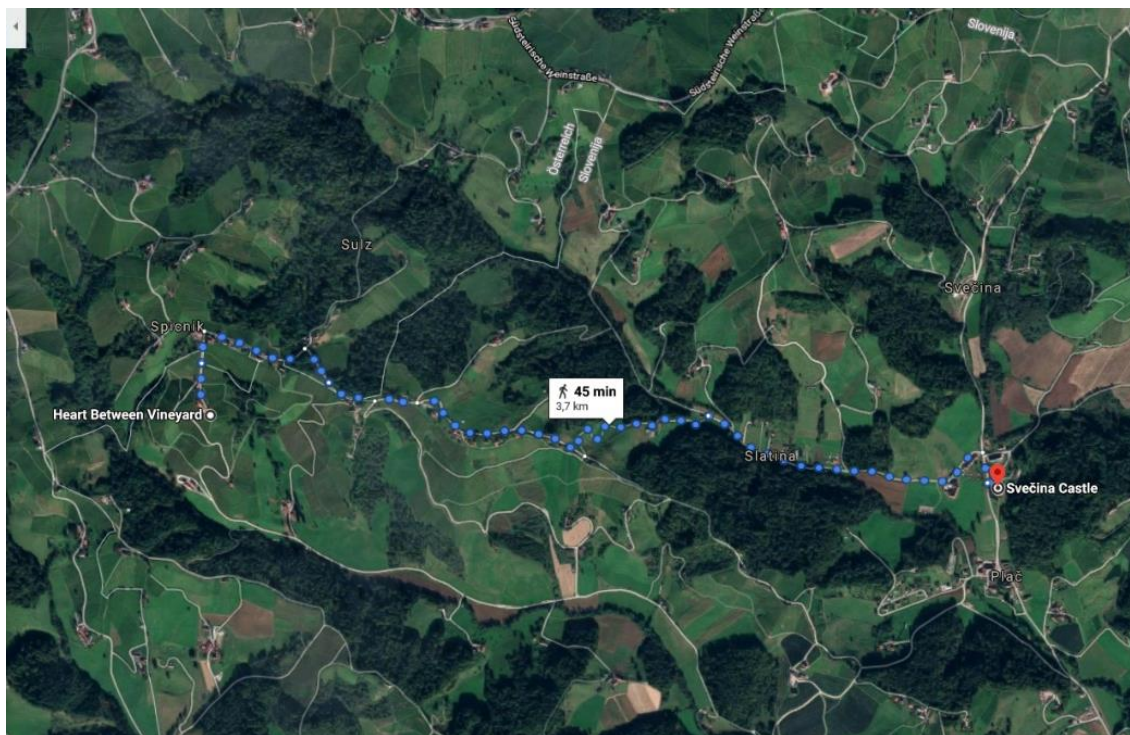 Südsteirische Weinstraße
Südsteirische Weinstraße
Slovenija
Österreich
Slovenija
Sulz
Svečina
Spicnik
45 min
3,7 km
Heart Between Vineyard
Slatina
Svečina Castle
Plač